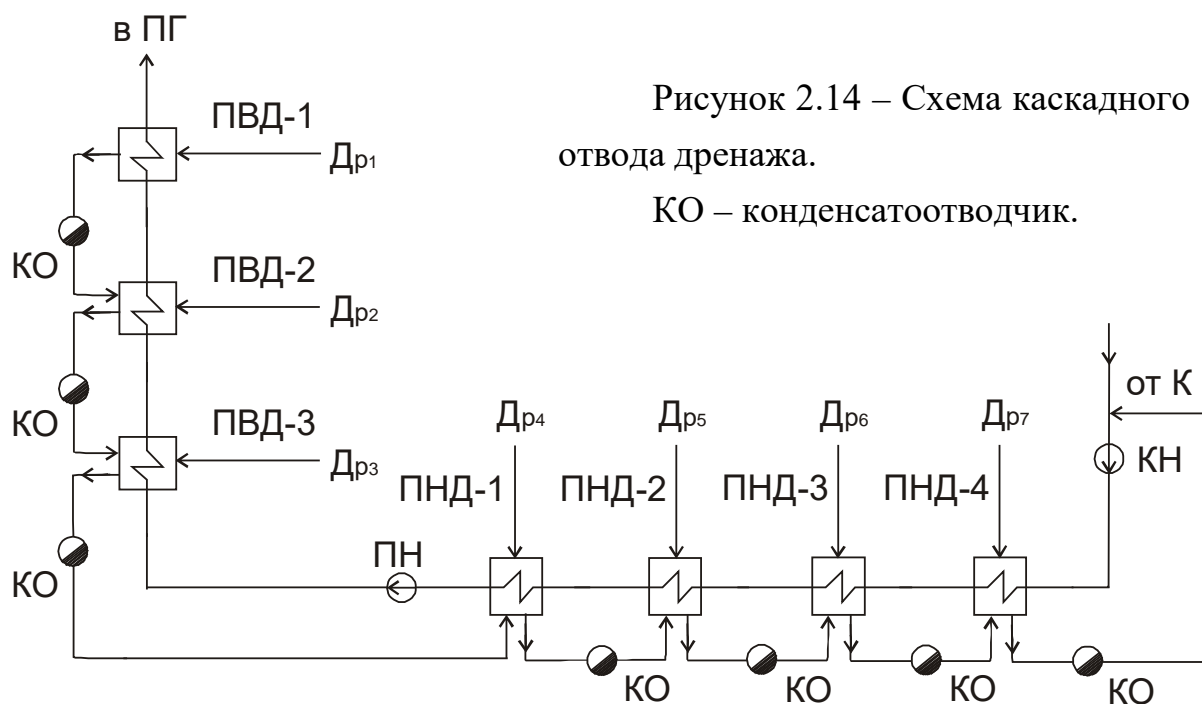 в ПГ
Рисунок 2.14 – Схема каскадного
отвода дренажа.
КО – конденсатоотводчик.
ПВД-1
Др1
КО
ПВД-2
Др2
КО
ПВД-3
Др3
КО
ПН
Др4
Др5
Др6
Др7
ПНД-1
ПНД-2
ПНД-3
ПНД-4
от К
КН
КО
КО
КО
КО